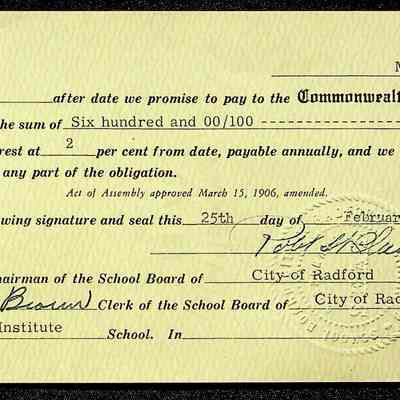 after date we promise to pay to the Commonwealt
he sum of Six hundred and 00/100 -------------------
rest at 2 per cent from date, payable annually, and we
any part of the obligation.
Act of Assembly approved March 15, 1906, amended.
wing signature and seal this 25th day of Februar
hairman of the School Board of City of Radford
Brown Clerk of the School Board of City of Rad
Institute School. In